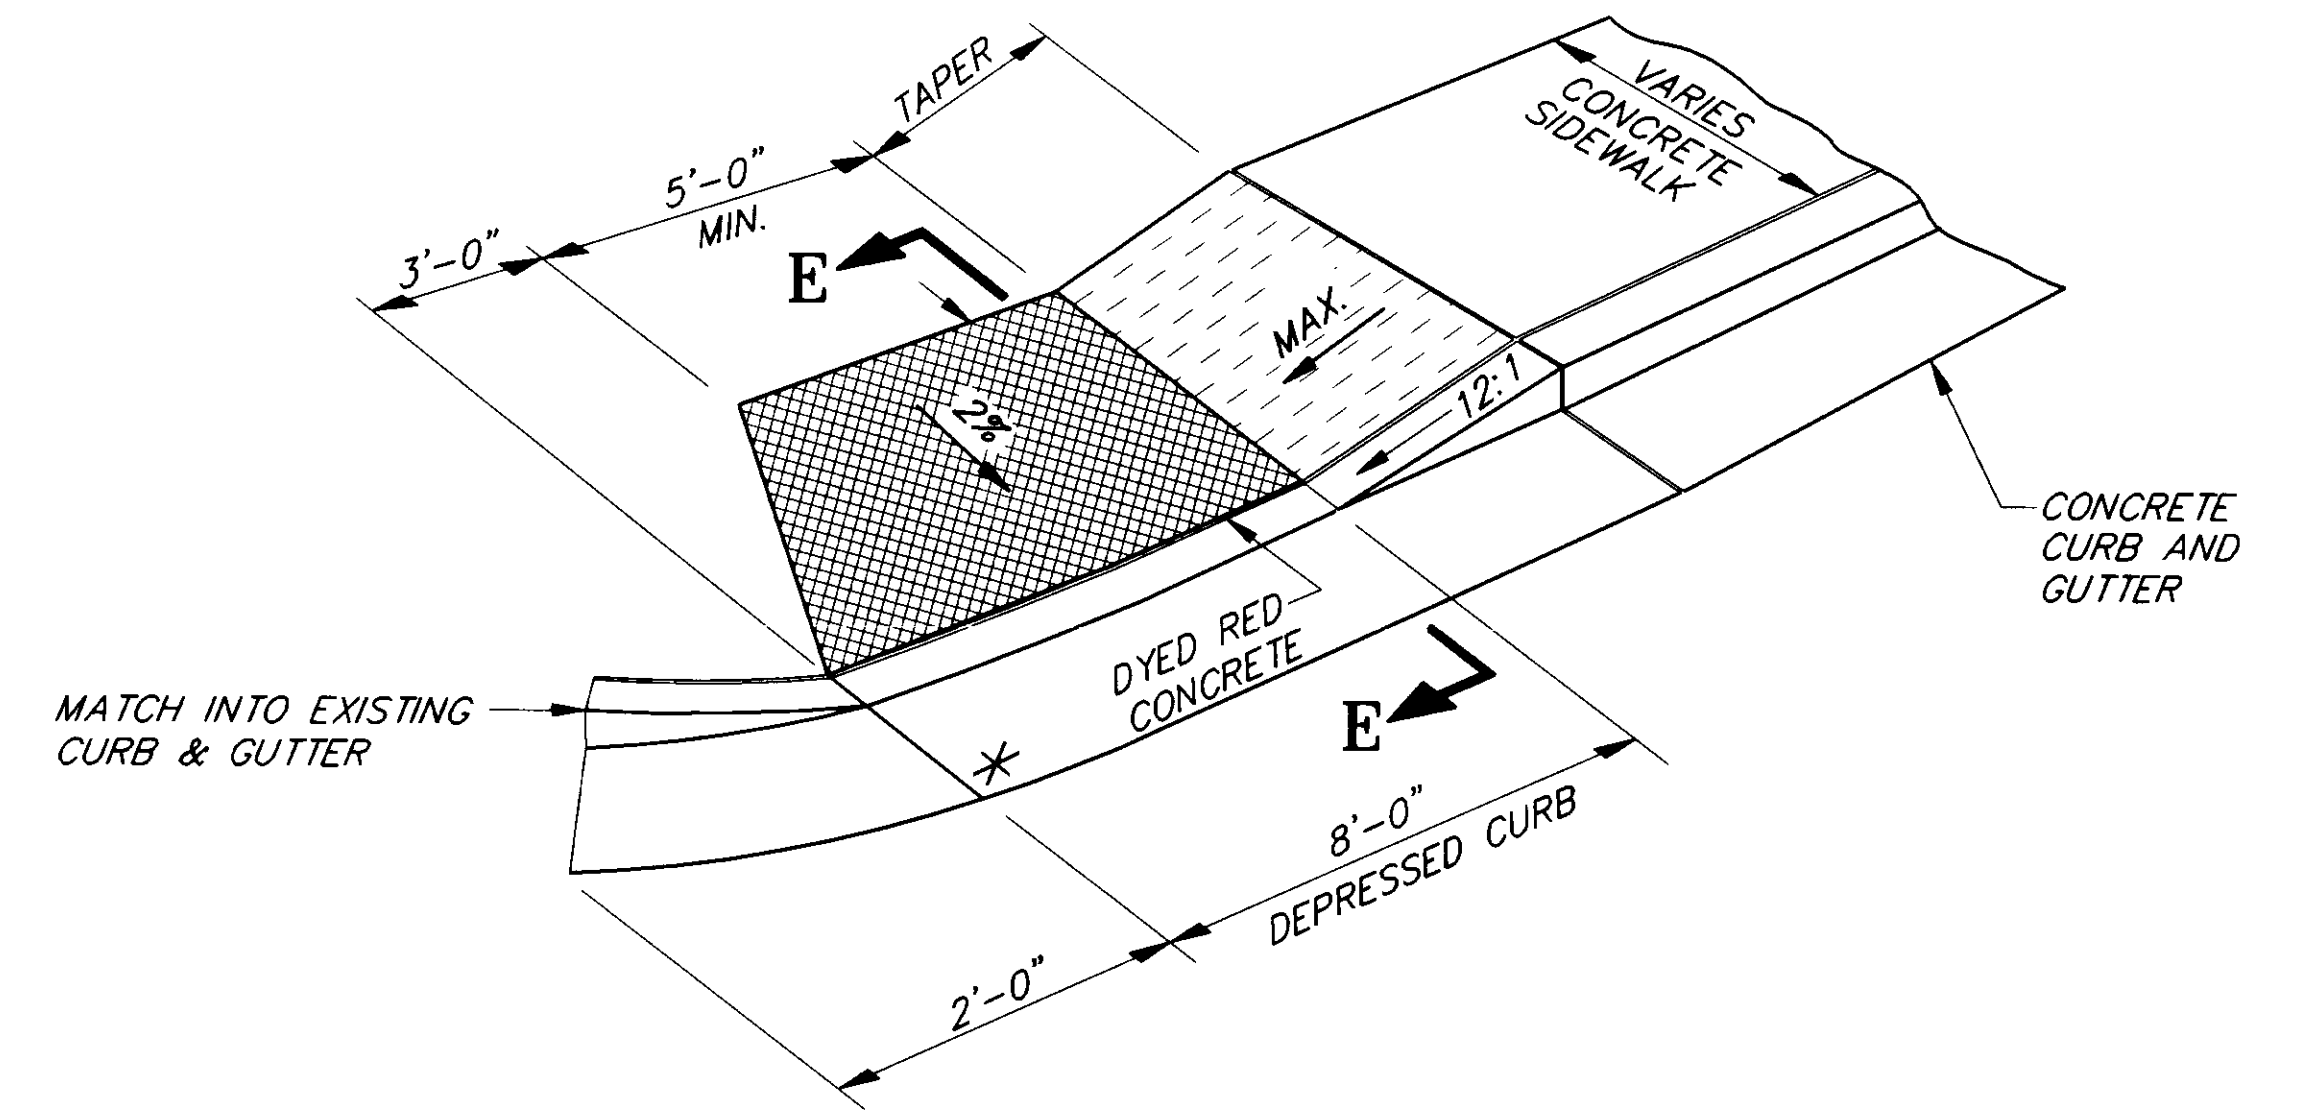 TAPER
5'-0"
MIN.
3'-0"
VARIES
CONCRETE
SIDEWALK
E
MAX.
12:1
2%
CONCRETE
CURB AND
GUTTER
DYED RED
CONCRETE
MATCH INTO EXISTING
CURB & GUTTER
*
E
8'-0"
DEPRESSED CURB
2'-0"